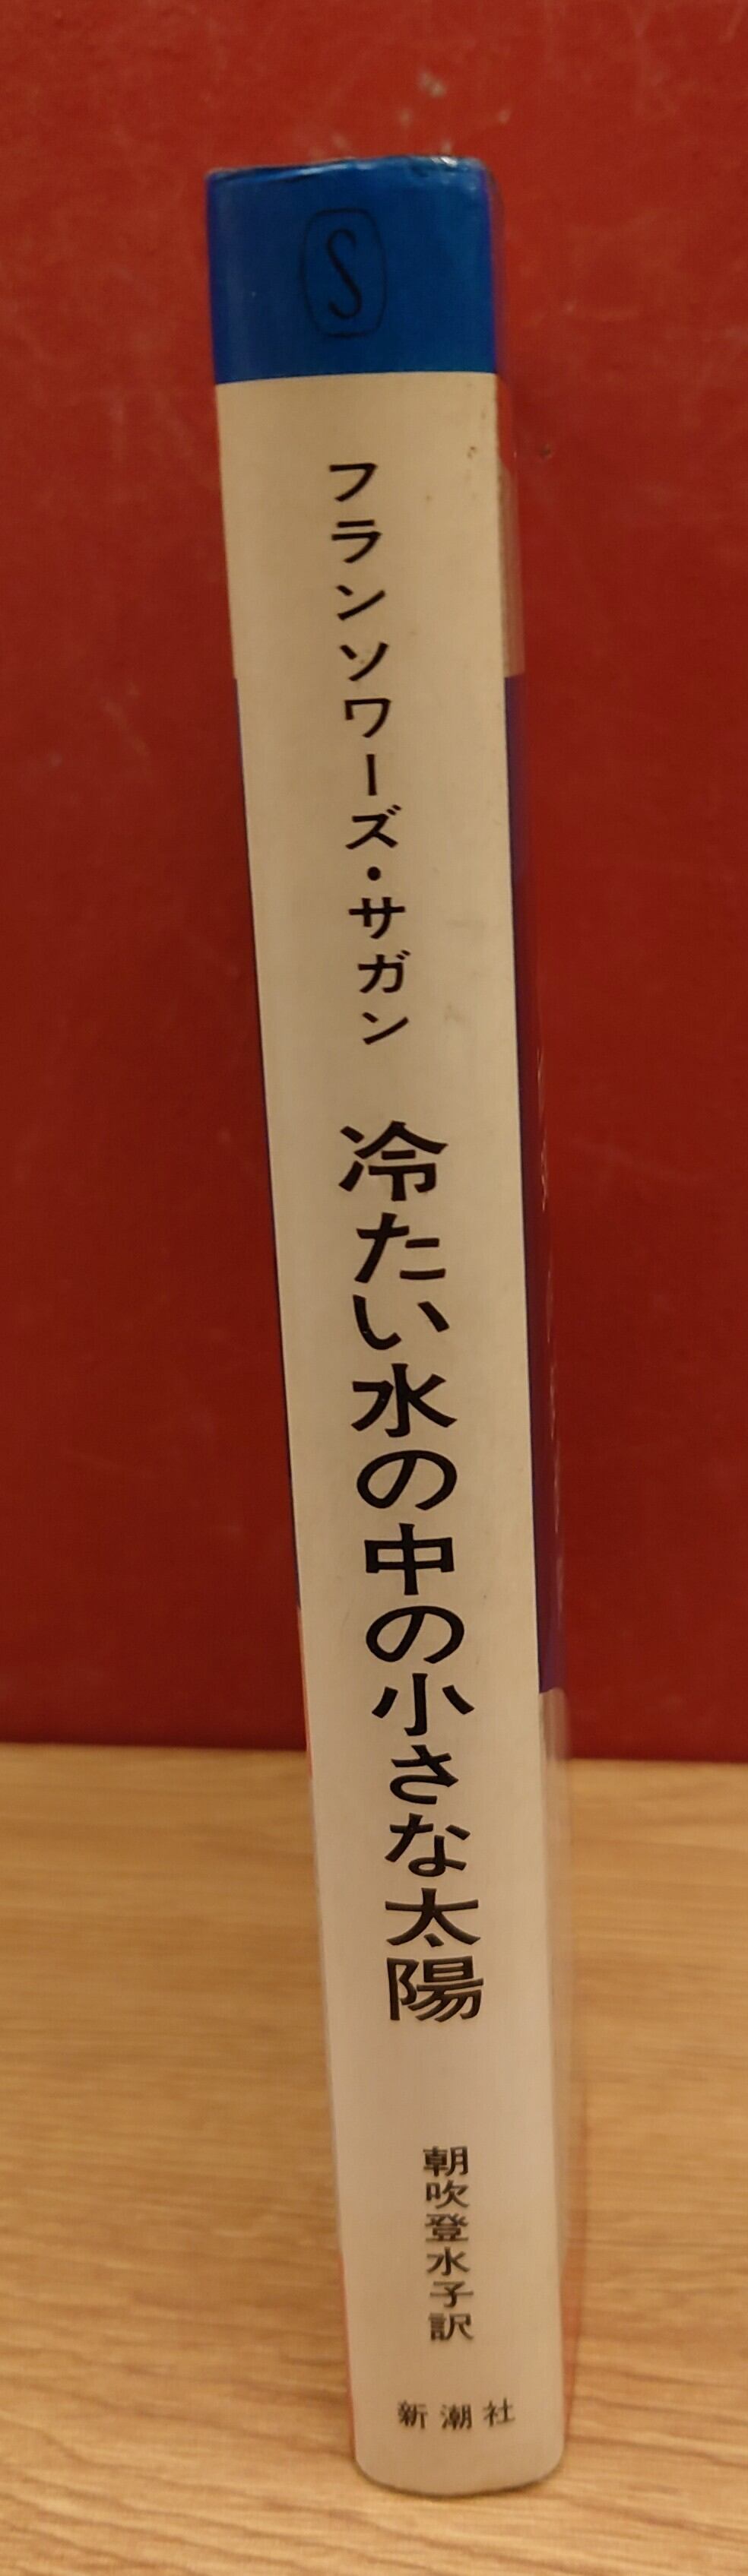 S
フランソワーズ・サガン
冷たい水の中の小さな太陽
朝吹登水子訳
新潮社